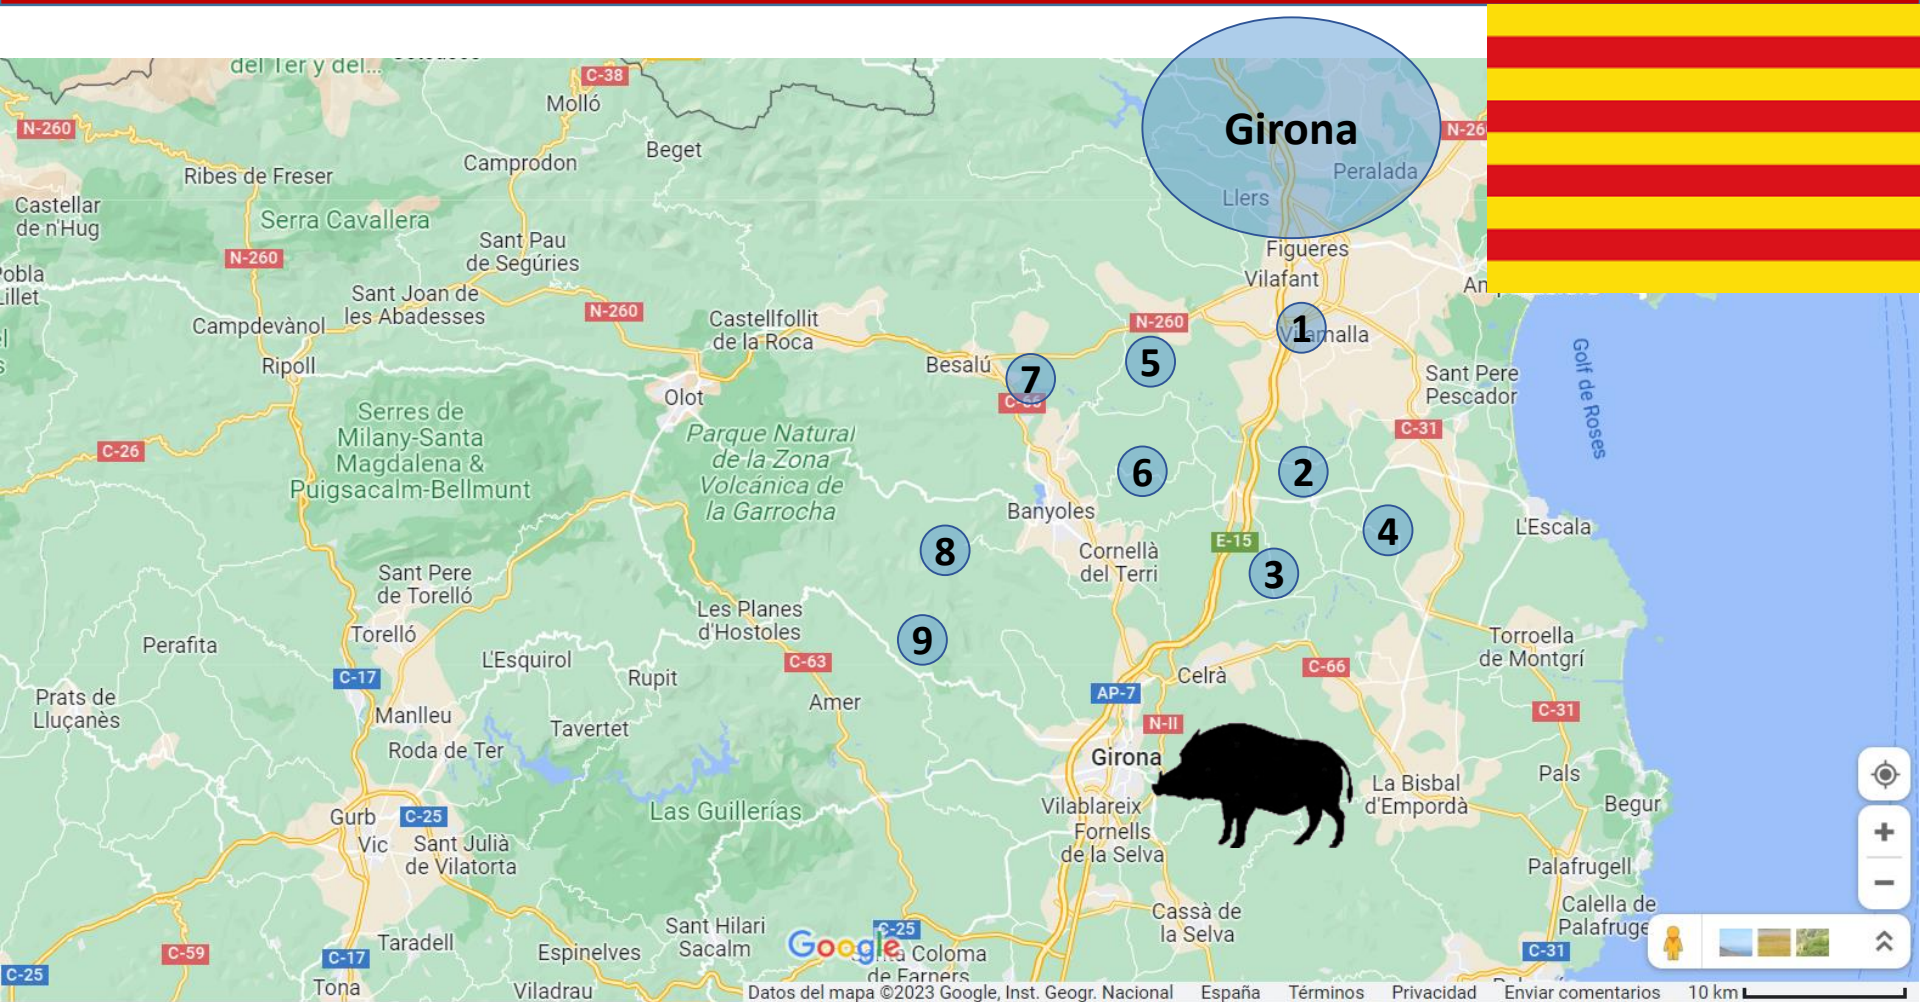 del Ter y del...
C-38
Girona
Molló
N-260
N-26
Beget
Camprodon
Peralada
Ribes de Freser
Llers
Castellar
de n'Hug
Serra Cavallera
Sant Pau
de Segúries
Figueres
N-260
Vilafant
Sant Joan de
les Abadesses
N-260
Castellfollit
de la Roca
N-260
1
Campdevànol
Ripoll
Besalú
5
7
Sant Pere
Pescador
Golf de Roses
Olot
Serres de
Milany-Santa
Magdalena &
Puigsacalm-Bellmunt
Parque Natural
de la Zona
Volcánica de
la Garrocha
C-31
C-26
6
2
Banyoles
L'Escala
4
E-15
8
Cornellà
del Terri
3
Sant Pere
de Torelló
Les Planes
d'Hostoles
9
Torelló
Perafita
Torroella
de Montgrí
L'Esquirol
C-63
C-66
C-17
Rupit
Celrà
AP-7
Prats de
Lluçanès
Amer
C-31
Manlleu
Tavertet
N-II
Roda de Ter
Girona
Pals
La Bisbal
d'Empordà
Las Guillerías
Vilablareix
Begur
Gurb
C-25
Fornells
de la Selva
Vic
Sant Julià
de Vilatorta
Palafrugell
Calella de
Palafruge
Cassà de
la Selva
Sant Hilari
Sacalm
C-25
Google
Coloma
de Farners
Taradell
Espinelves
C-59
C-17
C-31
C-25
Tona
Viladrau
Datos del mapa ©2023 Google, Inst. Geogr. Nacional España Términos Privacidad Enviar comentarios 10 km